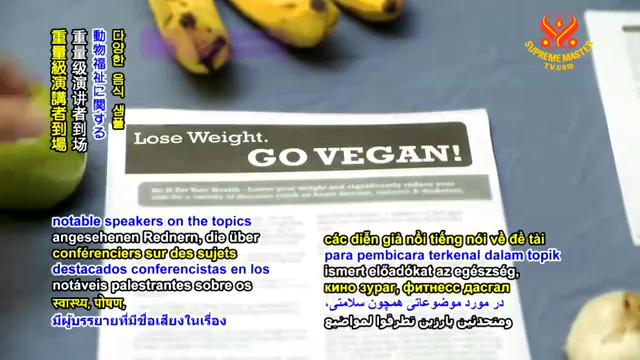 다양한 음식 샘플
動物福祉に関する
重量级演讲者到场
重量級演講者到場
SUPREME MASTER
TV.com
Lose Weight.
GO VEGAN!
notable speakers on the topics
angesehenen Rednern, die über
conférenciers sur des sujets
destacados conferencistas en los
notáveis palestrantes sobre os
स्वास्थ्य, पोषण,
มีผู้บรรยายที่มีชื่อเสียงในเรื่อง
các diễn giả nổi tiếng nói về đề tài
para pembicara terkenal dalam topik
ismert előadókat az egészség,
кино зураг, фитнесс дасгал
در مورد موضوعاتی همچون سلامتی،
ومتحدثين بارزين تطرقوا لمواضيع